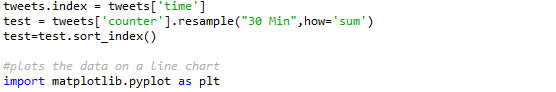 tweets.index = tweets['time']
test = tweets['counter'].resample("30 Min",how='sum')
test=test.sort_index()
#plots the data on a line chart
import matplotlib.pyplot as plt